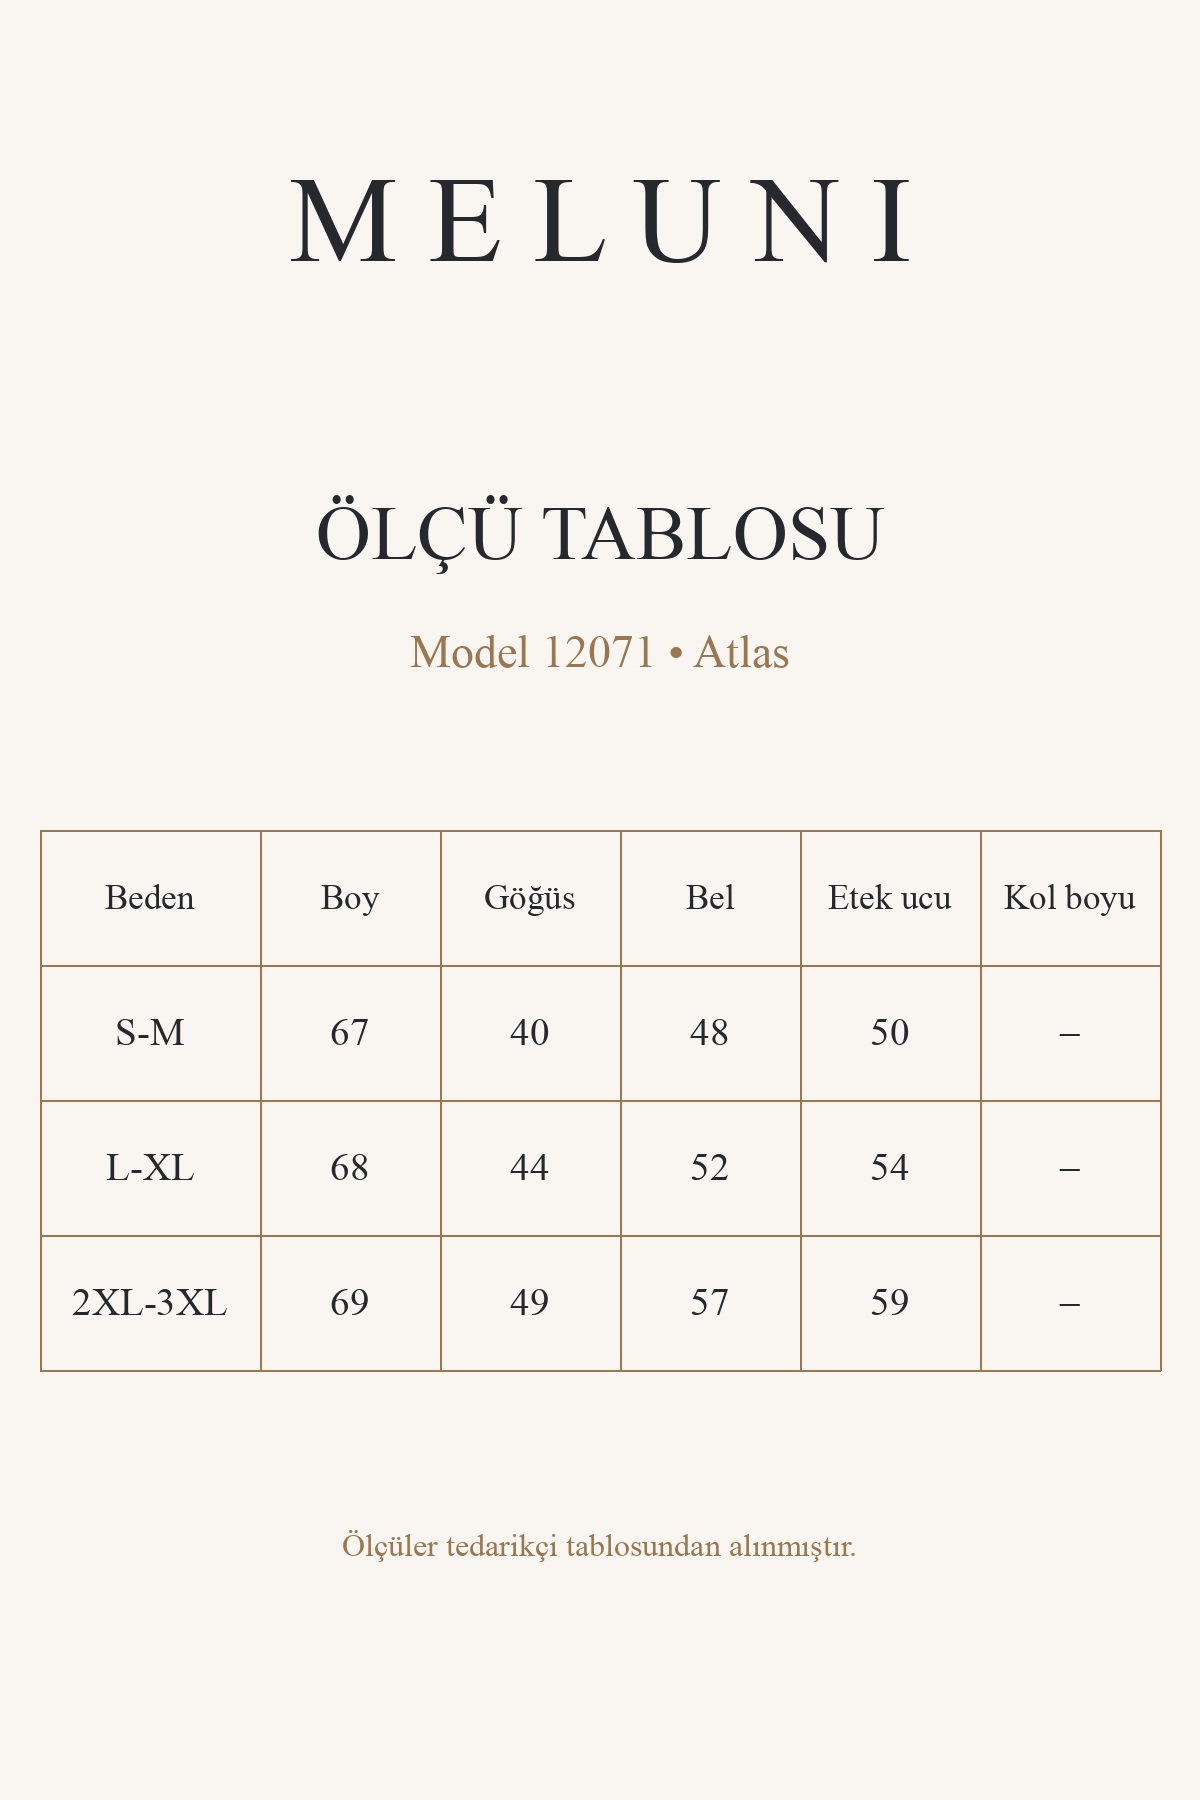 MELUNI
ÖLÇÜ TABLOSU
Model 12071 • Atlas
Beden Boy Göğüs Bel Etek ucu Kol boyu
S-M 67 40 48 50 –
L-XL 68 44 52 54 –
2XL-3XL 69 49 57 59 –
Ölçüler tedarikçi tablosundan alınmıştır.